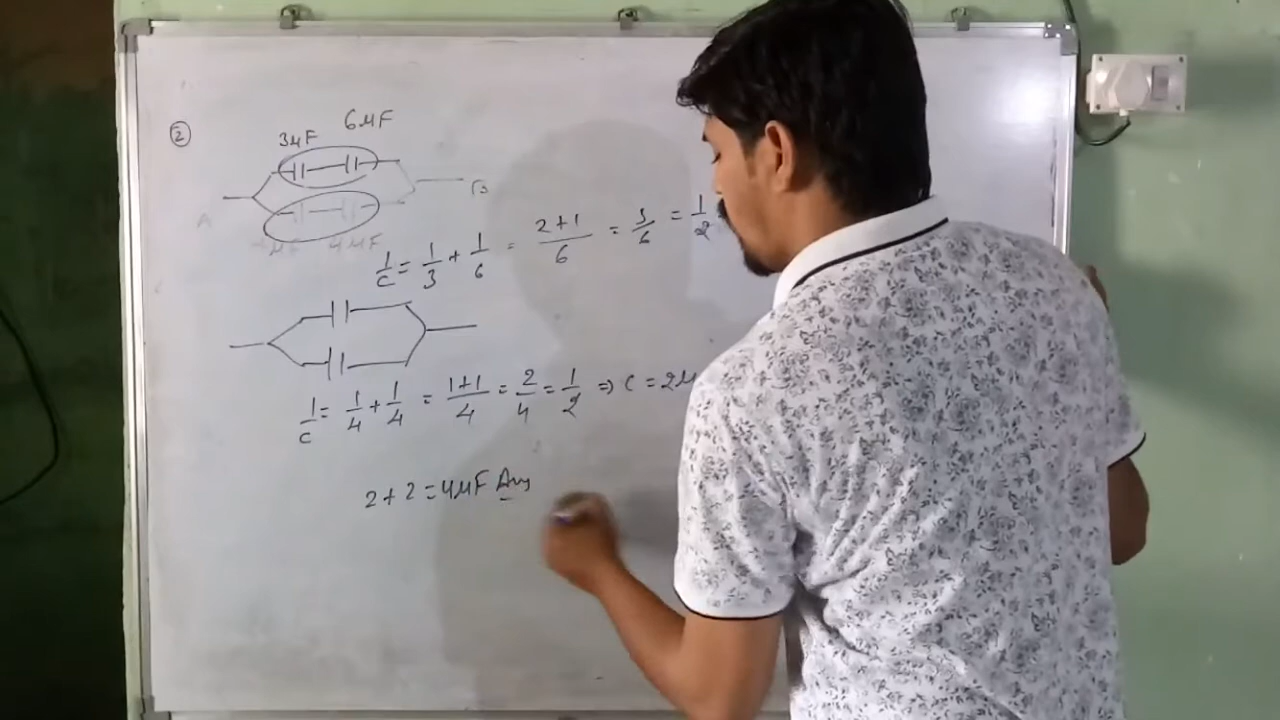 ②
6μF
3μF
A
B
4μF 4μF
1/C = 1/3 + 1/6 = 2+1/6 = 3/6 = 1/2
1/C = 1/4 + 1/4 = 1+1/4 = 2/4 = 1/2 ⇒ C = 2μ
2+2 = 4μF Ans